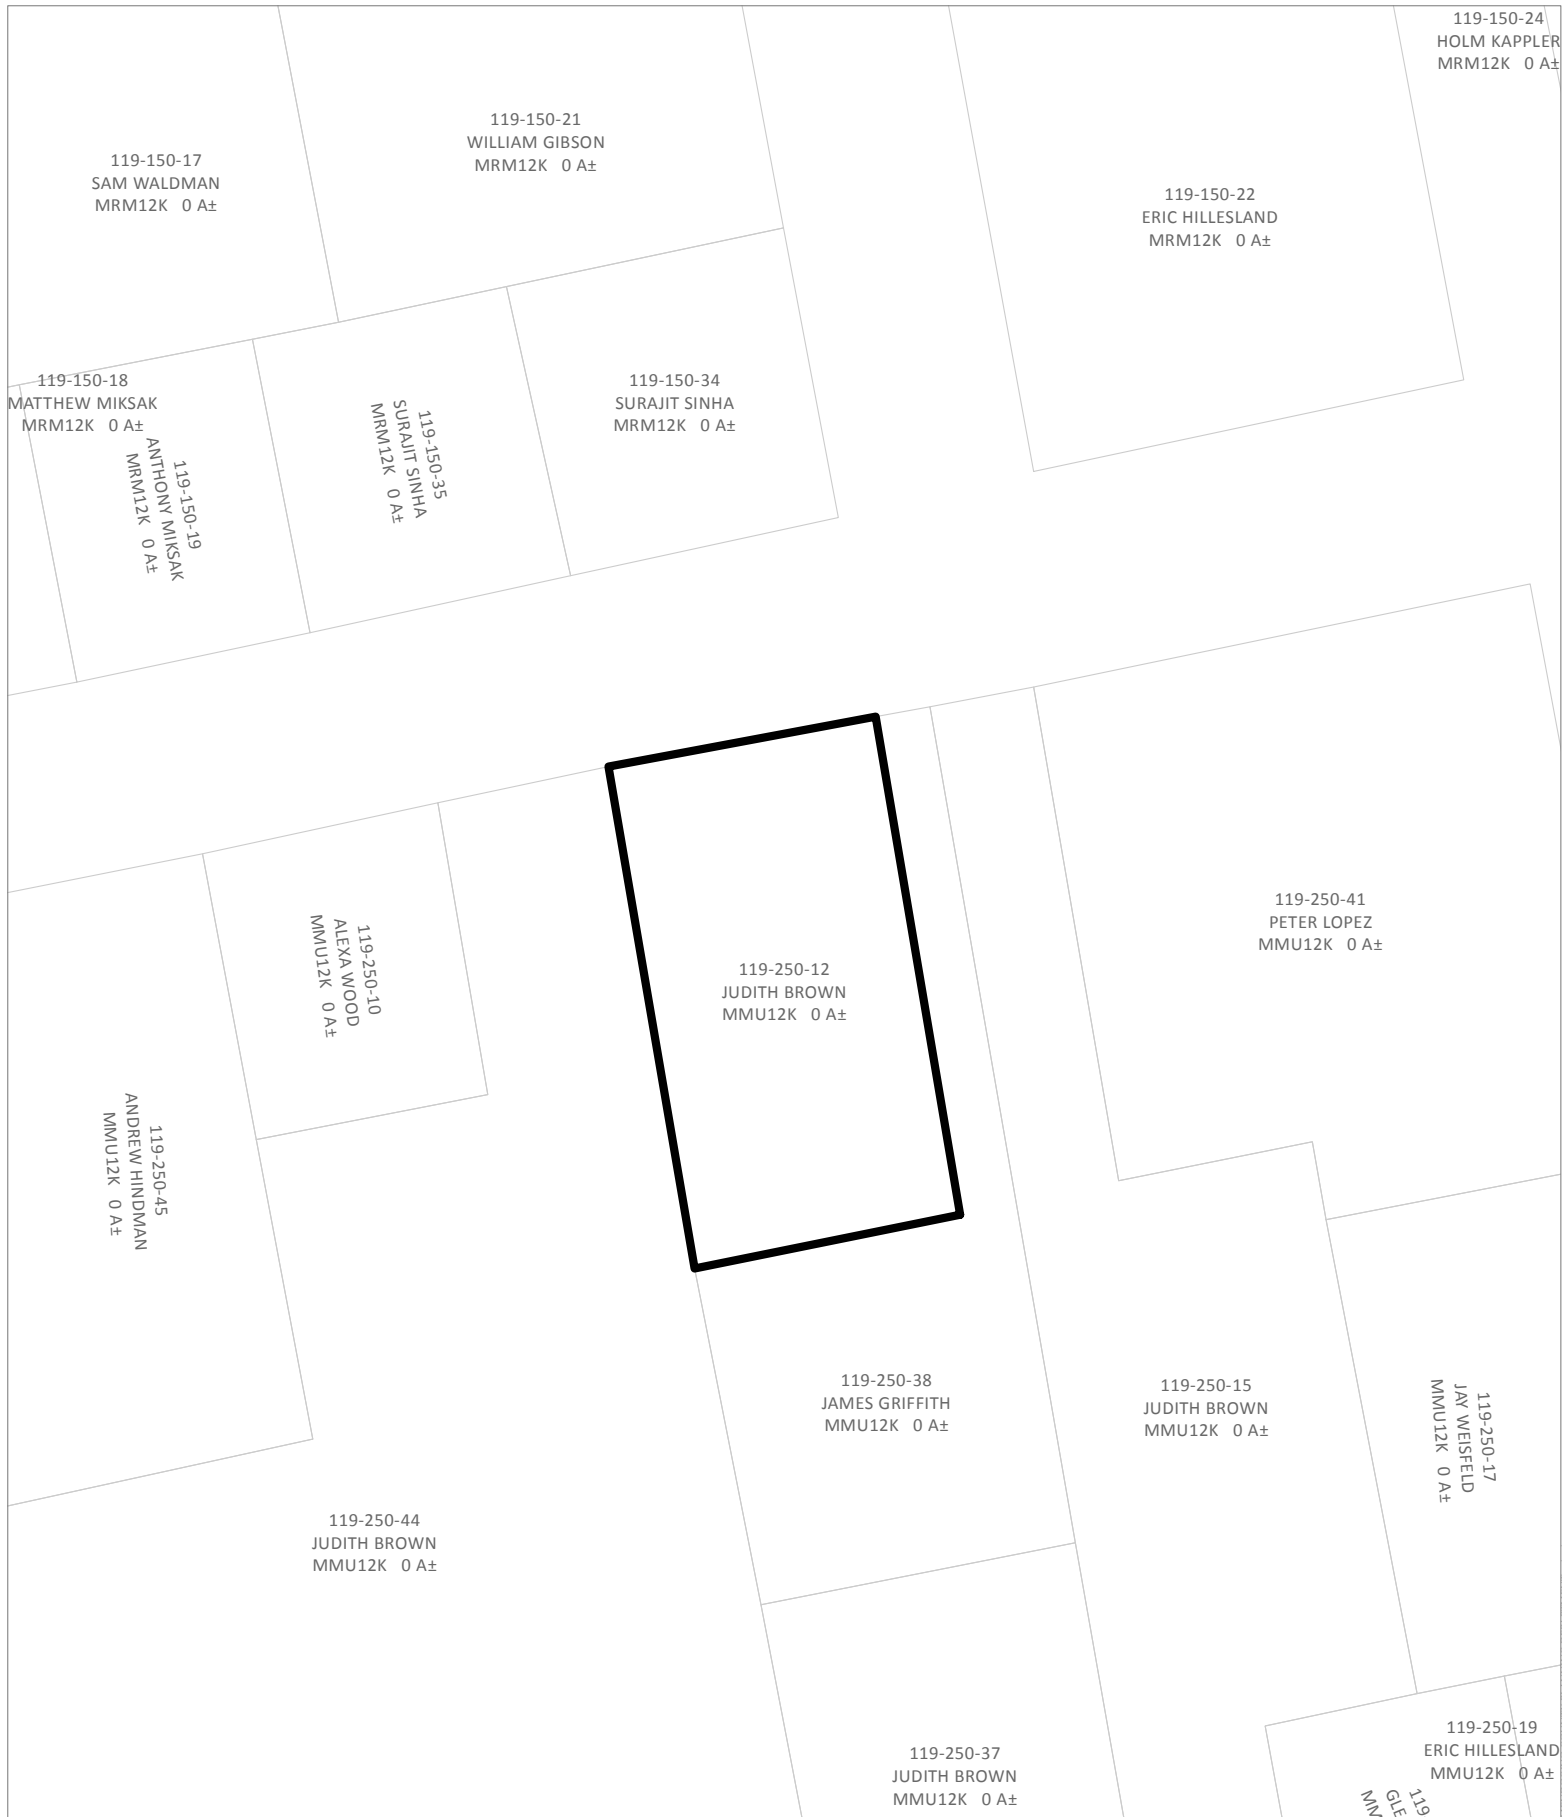 119-150-24
HOLM KAPPLER
MRM12K 0 A±
119-150-21
WILLIAM GIBSON
MRM12K 0 A±
119-150-17
SAM WALDMAN
MRM12K 0 A±
119-150-22
ERIC HILLESLAND
MRM12K 0 A±
119-150-18
MATTHEW MIKSAK
MRM12K 0 A±
119-150-34
SURAJIT SINHA
MRM12K 0 A±
119-150-35
SURAJIT SINHA
MRM12K 0 A±
119-150-19
ANTHONY MIKSAK
MRM12K 0 A±
119-250-41
PETER LOPEZ
MMU12K 0 A±
119-250-10
ALEXA WOOD
MMU12K 0 A±
119-250-12
JUDITH BROWN
MMU12K 0 A±
119-250-45
ANDREW HINDMAN
MMU12K 0 A±
119-250-38
JAMES GRIFFITH
MMU12K 0 A±
119-250-15
JUDITH BROWN
MMU12K 0 A±
119-250-17
JAY WEISFELD
MMU12K 0 A±
119-250-44
JUDITH BROWN
MMU12K 0 A±
119-250-37
JUDITH BROWN
MMU12K 0 A±
119-250-19
ERIC HILLESLAND
MMU12K 0 A±
119
GLE